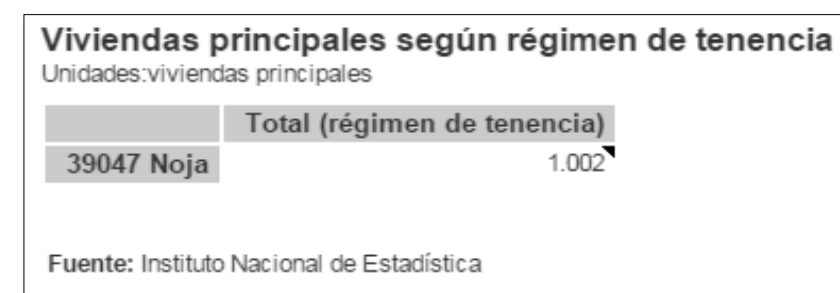 Viviendas principales según régimen de tenencia
Unidades:viviendas principales
Total (régimen de tenencia)
39047 Noja 1.002
Fuente: Instituto Nacional de Estadística